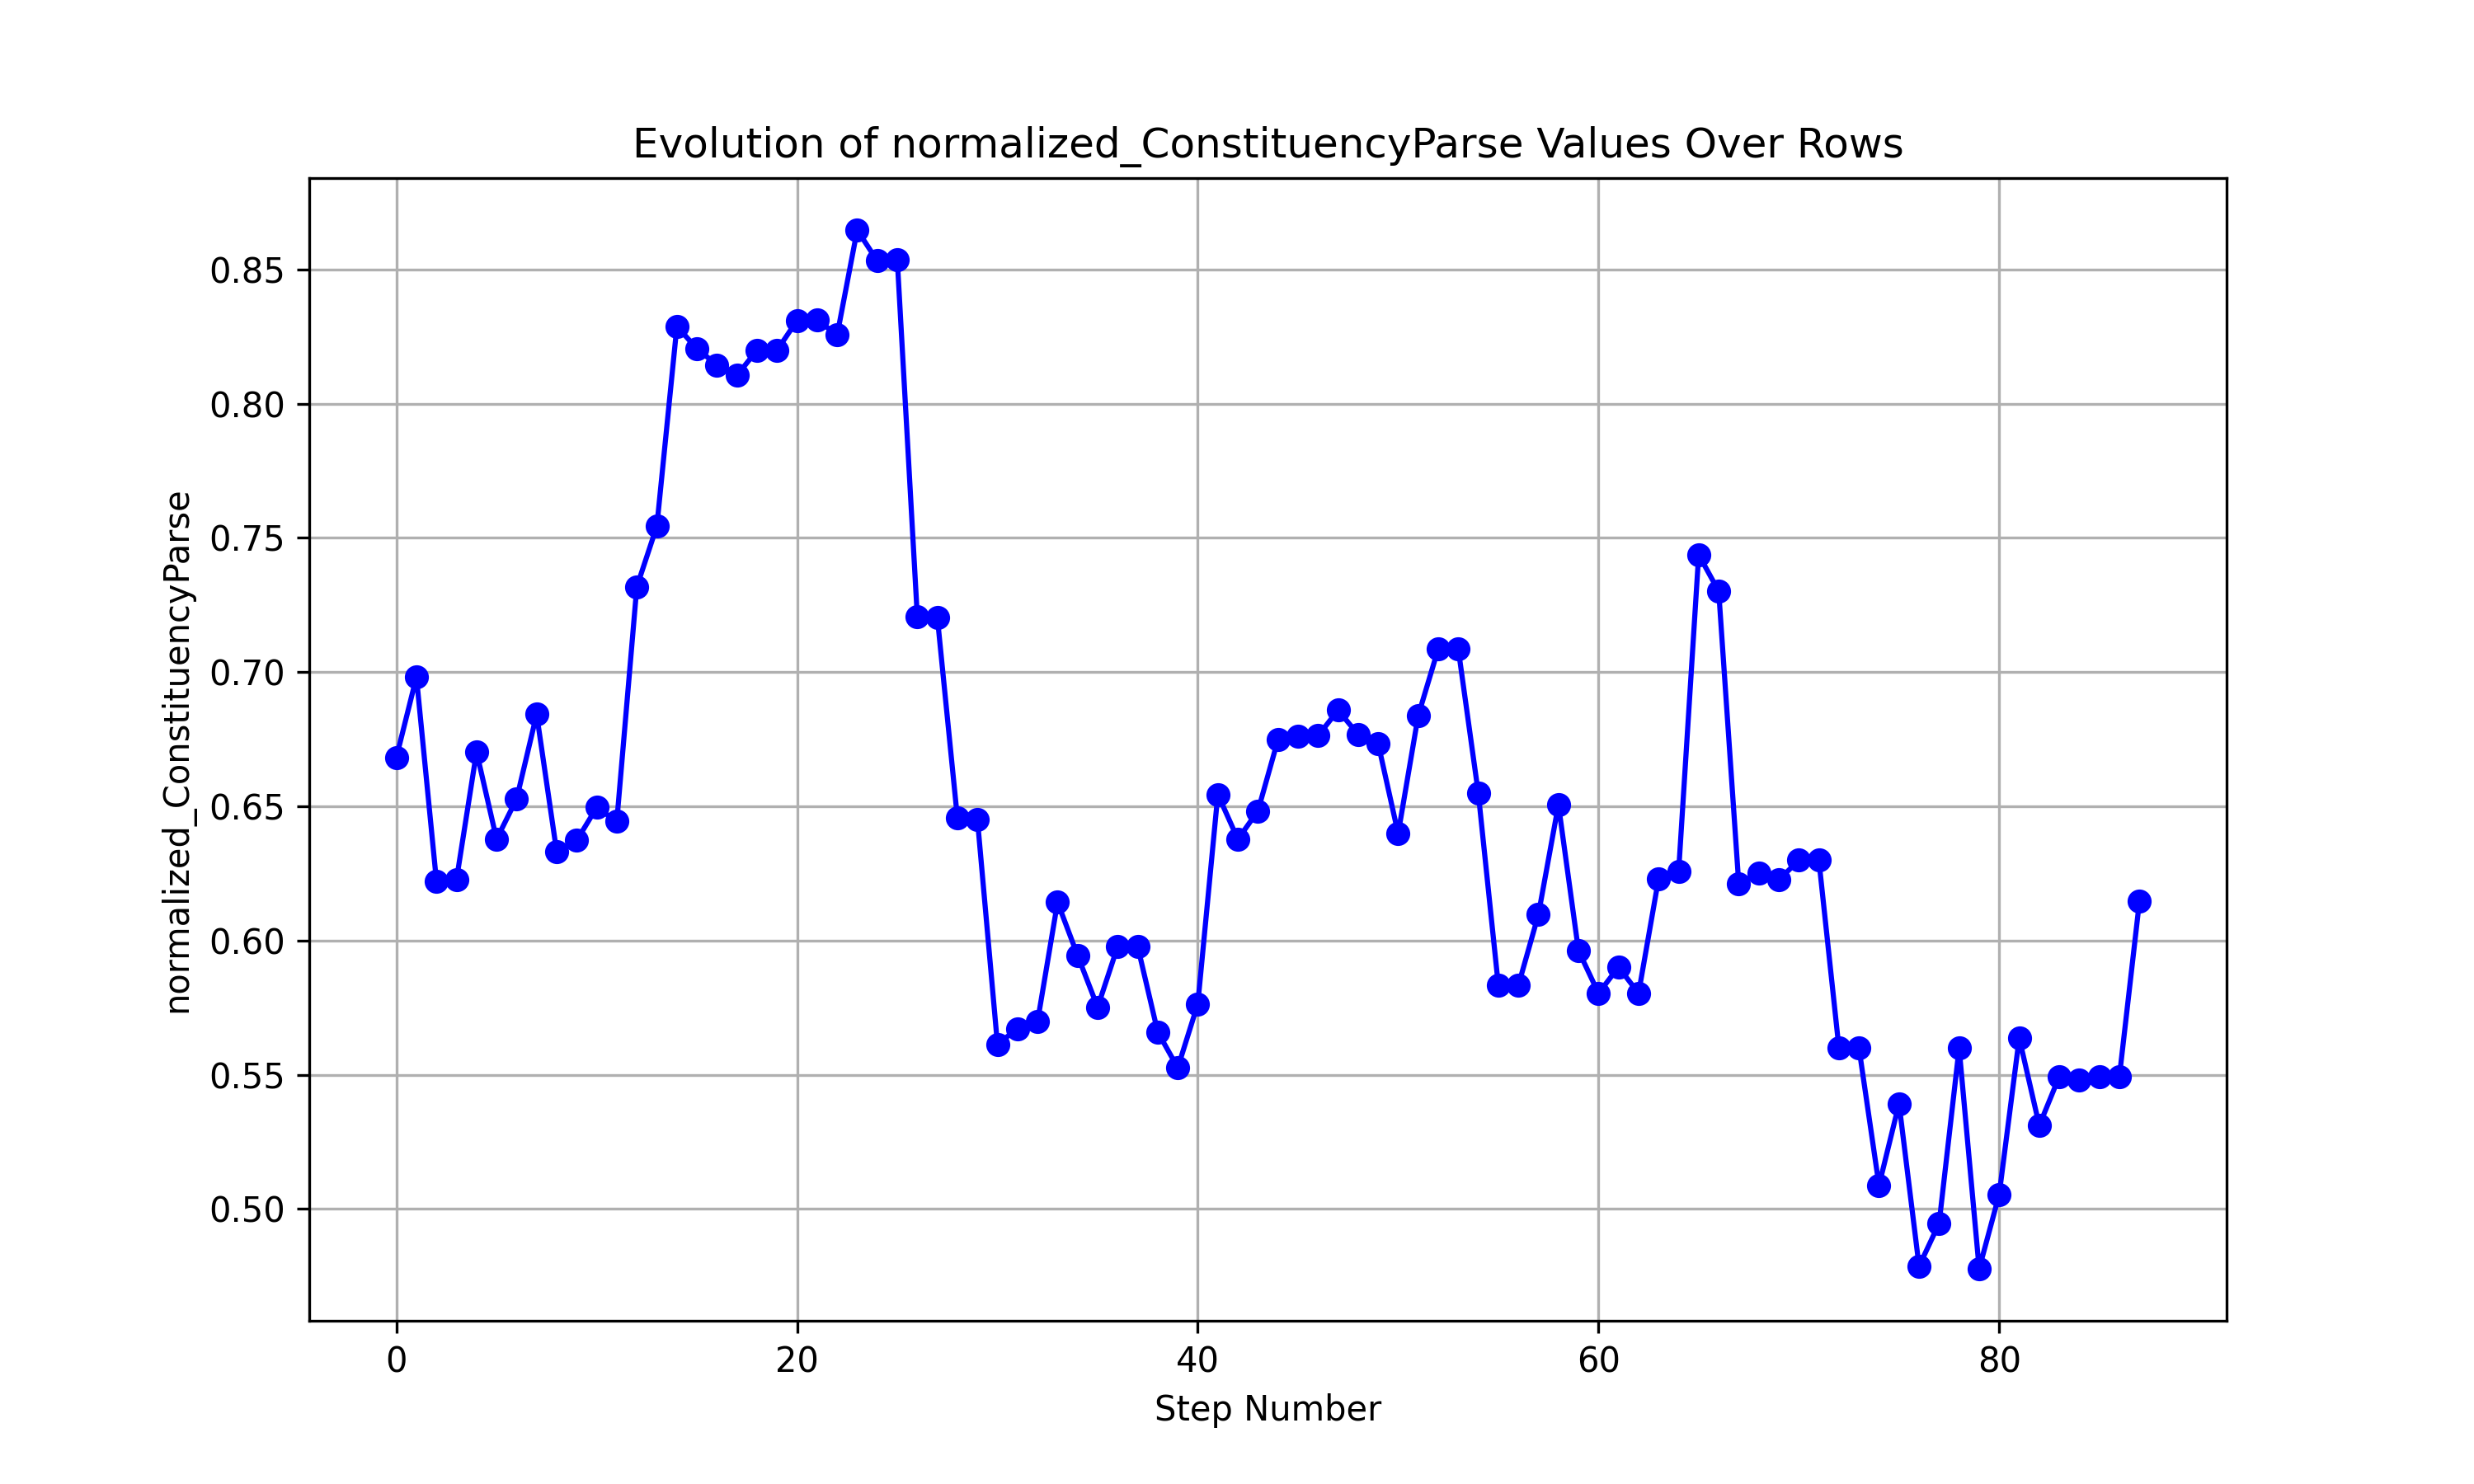 Evolution of normalized_ConstituencyParse Values Over Rows
normalized_ConstituencyParse
0.85
0.80
0.75
0.70
0.65
0.60
0.55
0.50
0 20 40 60 80
Step Number